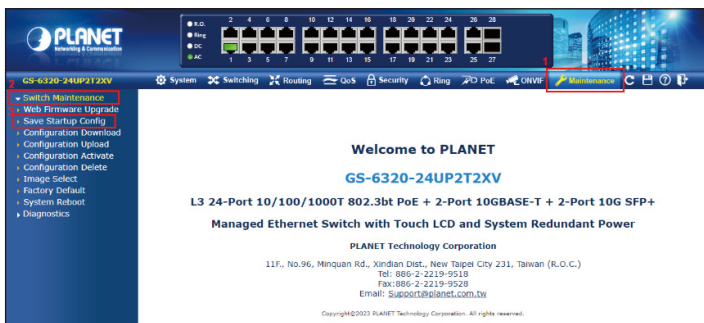 PLANET
Networking & Communication
R.O.
Ring
DC
AC
2 4 6 8 10 12 14 16 18 20 22 24 26 28
1 3 5 7 9 11 13 15 17 19 21 23 25 27
1
GS-6320-24UP2T2XV
System Switching Routing QoS Security Ring PoE ONVIF Maintenance
2
Switch Maintenance
Web Firmware Upgrade
3
Save Startup Config
Configuration Download
Configuration Upload
Configuration Activate
Configuration Delete
Image Select
Factory Default
System Reboot
Diagnostics
Welcome to PLANET
GS-6320-24UP2T2XV
L3 24-Port 10/100/1000T 802.3bt PoE + 2-Port 10GBASE-T + 2-Port 10G SFP+
Managed Ethernet Switch with Touch LCD and System Redundant Power
PLANET Technology Corporation
11F., No.96, Minquan Rd., Xindian Dist., New Taipei City 231, Taiwan (R.O.C.)
Tel: 886-2-2219-9518
Fax:886-2-2219-9528
Email: Support@planet.com.tw
Copyright©2023 PLANET Technology Corporation. All rights reserved.